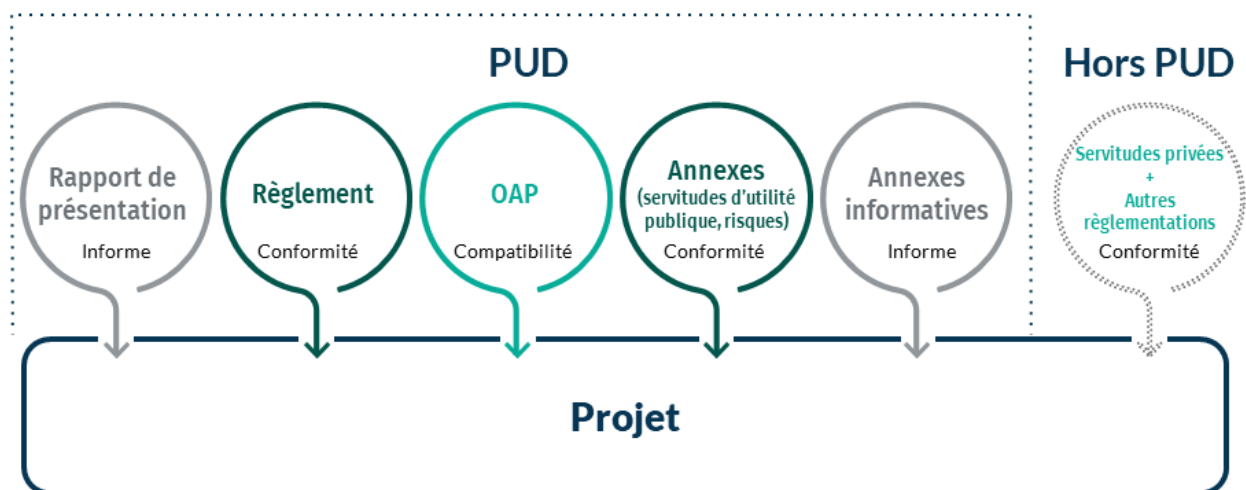 PUD
Hors PUD
Rapport de
présentation
Informe
Règlement
Conformité
OAP
Compatibilité
Annexes
(servitudes d'utilité
publique, risques)
Conformité
Annexes
informatives
Informe
Servitudes privées
+
Autres
règlementations
Conformité
Projet